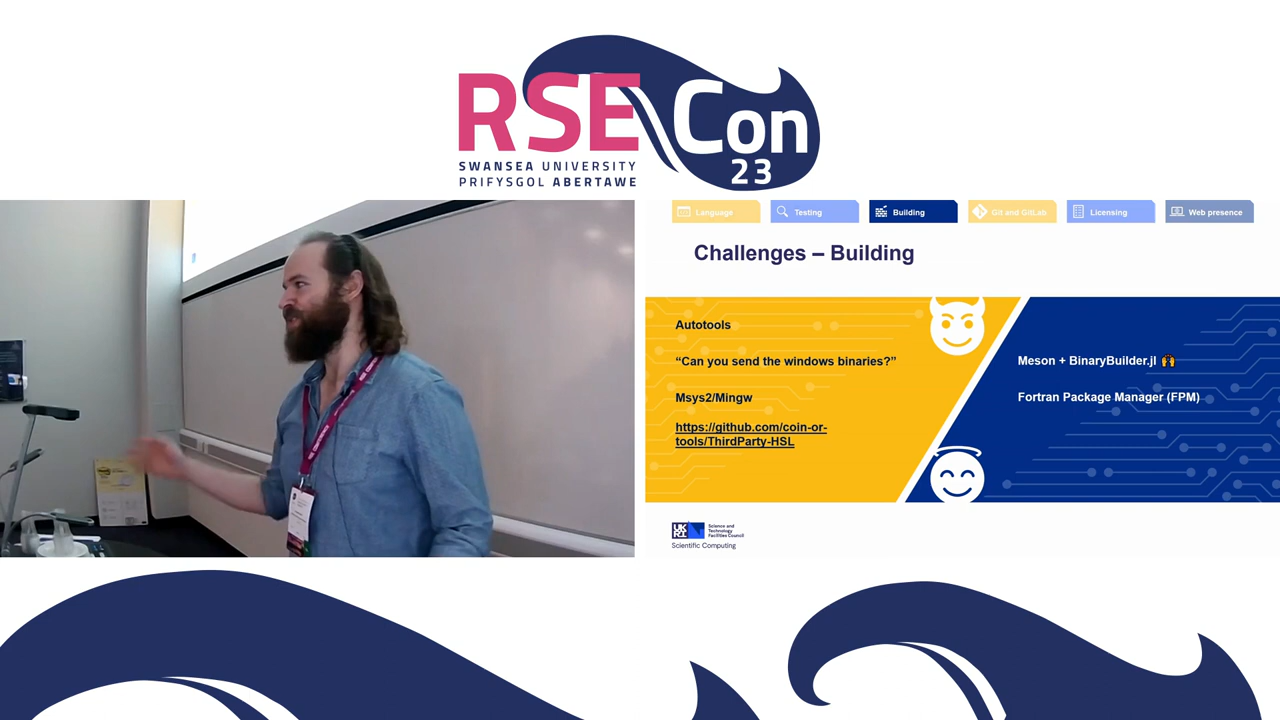 RSE Con
SWANSEA UNIVERSITY
PRIFYSGOL ABERTAWE
23
Language
Testing
Building
Git and GitLab
Licensing
Web presence
Challenges – Building
Autotools
“Can you send the windows binaries?”
Msys2/Mingw
https://github.com/coin-or-
tools/ThirdParty-HSL
Meson + BinaryBuilder.jl 🙌
Fortran Package Manager (FPM)
UK
RI
Science and
Technology
Facilities Council
Scientific Computing